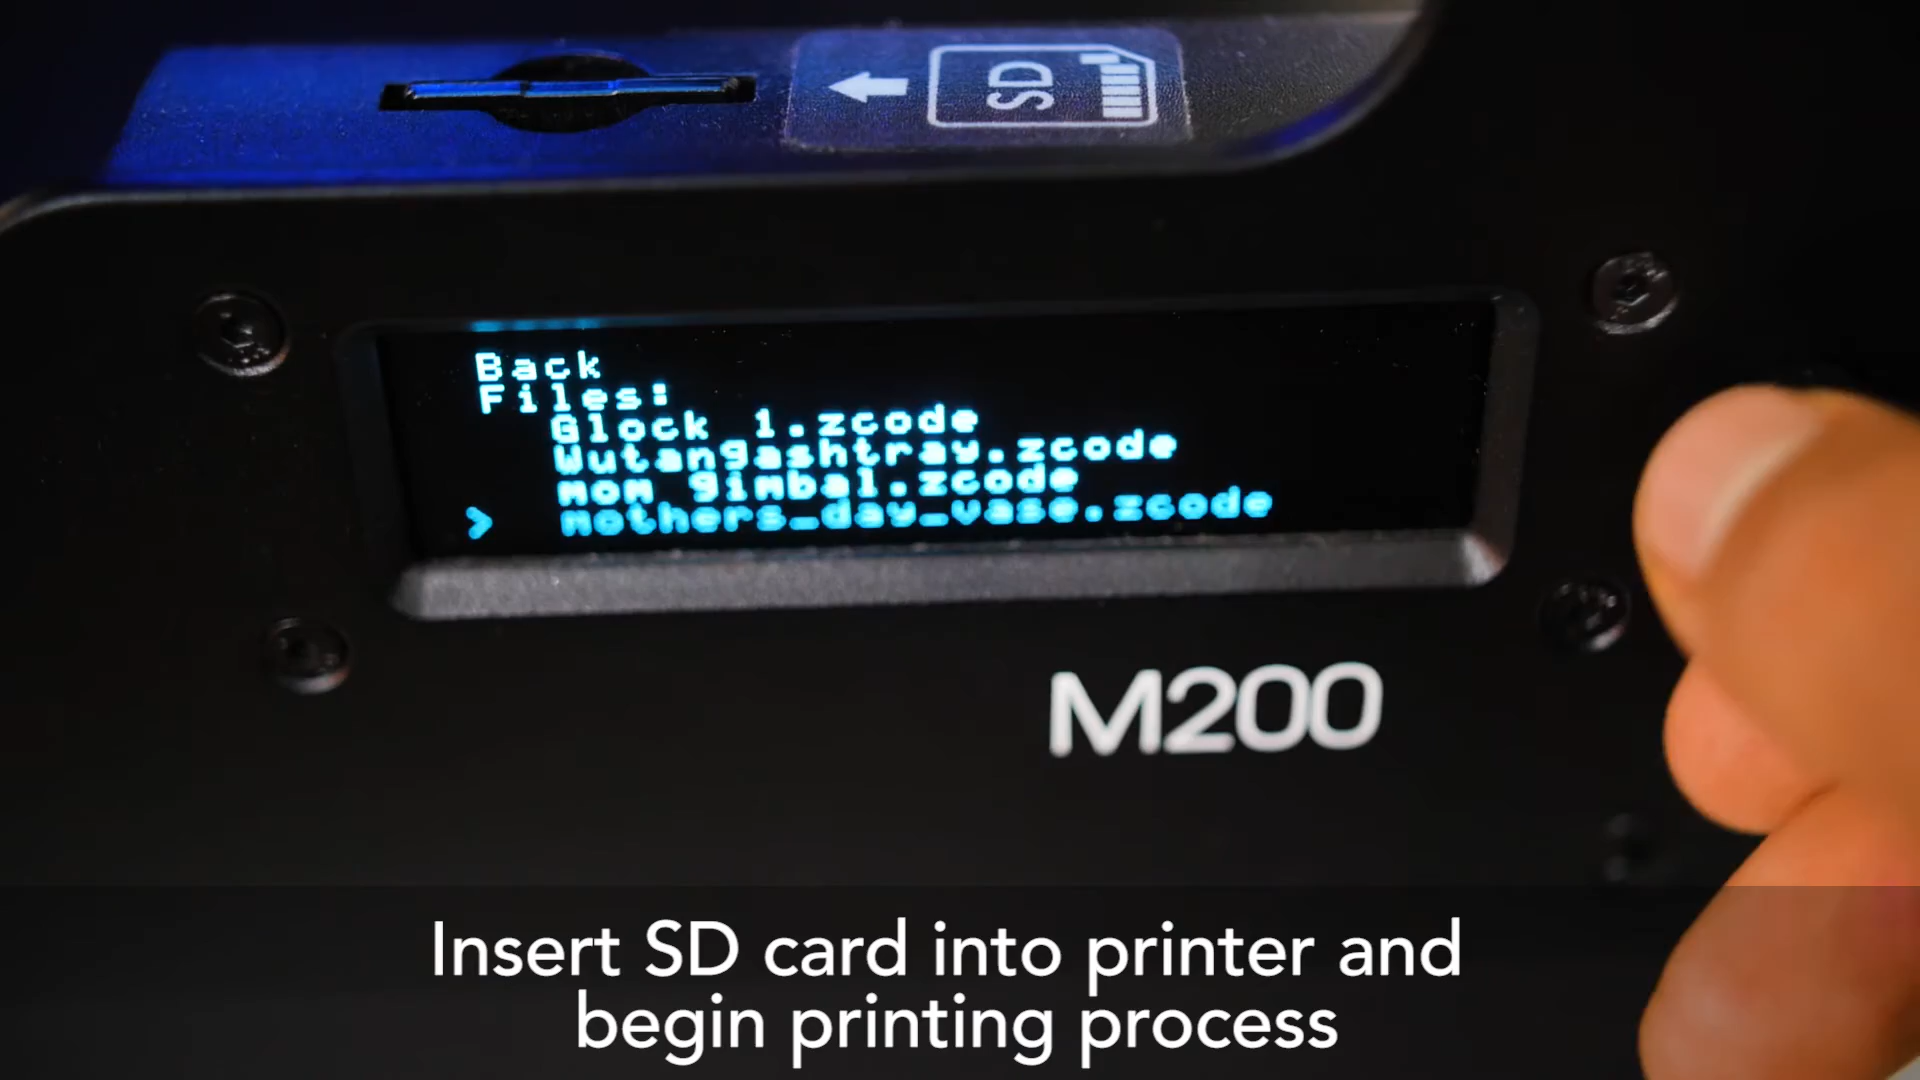 SD
Back
Files:
Glock 1.zcode
Wutangashtray.zcode
mom gimbal.zcode
> mothers_day_vase.zcode
M200
Insert SD card into printer and
begin printing process